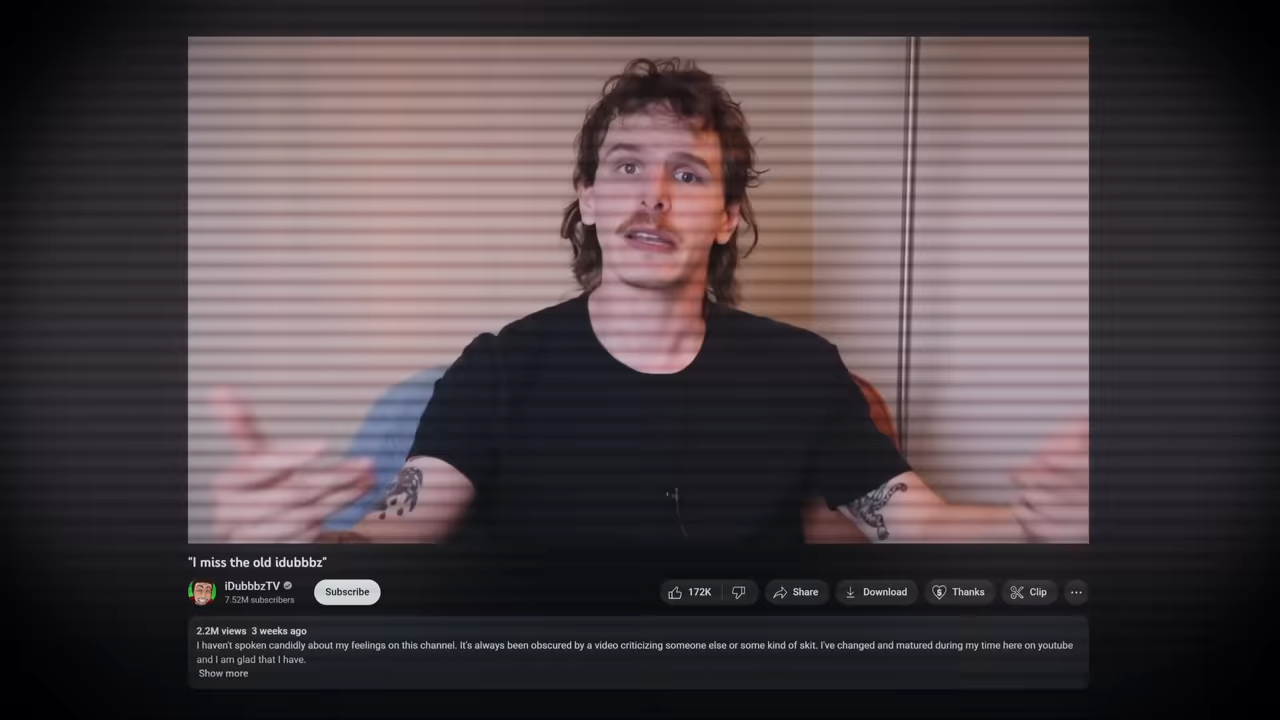 "I miss the old idubbbz"
iDubbbzTV
7.52M subscribers
Subscribe
172K
Share
Download
Thanks
Clip
2.2M views 3 weeks ago
I haven't spoken candidly about my feelings on this channel. It's always been obscured by a video criticizing someone else or some kind of skit. I've changed and matured during my time here on youtube
and I am glad that I have.
Show more